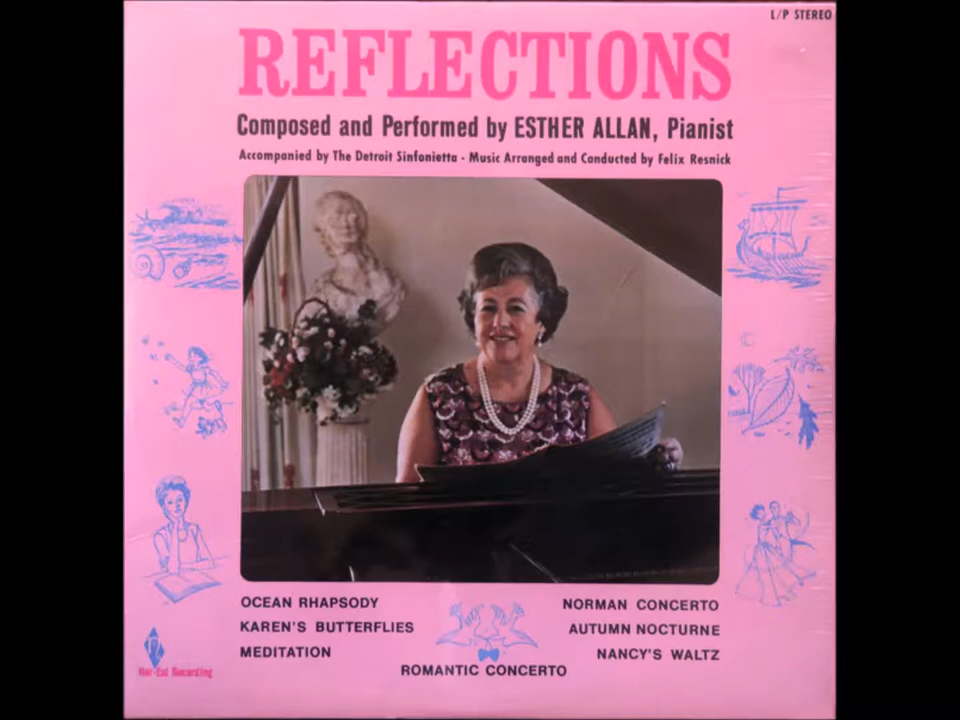 L/P STEREO
REFLECTIONS
Composed and Performed by ESTHER ALLAN, Pianist
Accompanied by The Detroit Sinfonietta - Music Arranged and Conducted by Felix Resnick
OCEAN RHAPSODY
KAREN'S BUTTERFLIES
MEDITATION
NORMAN CONCERTO
AUTUMN NOCTURNE
NANCY'S WALTZ
ROMANTIC CONCERTO
Recording